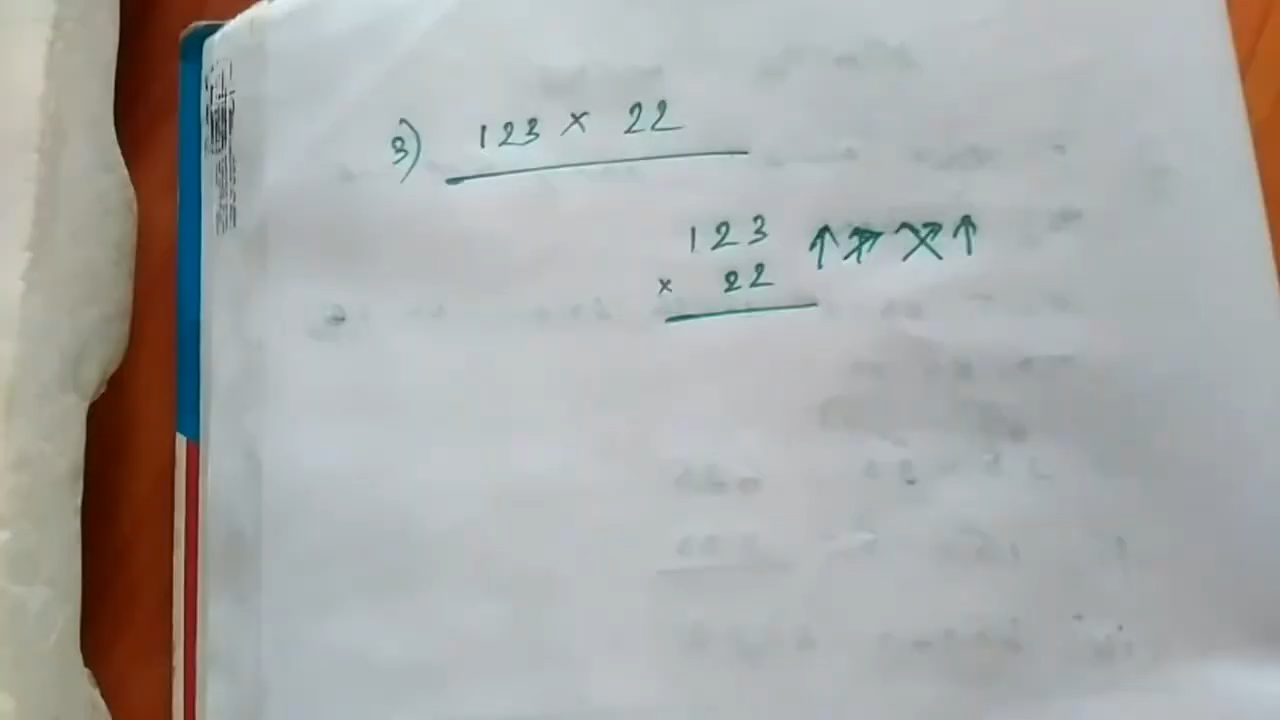 3) 123 × 22
123 ↑
× 22